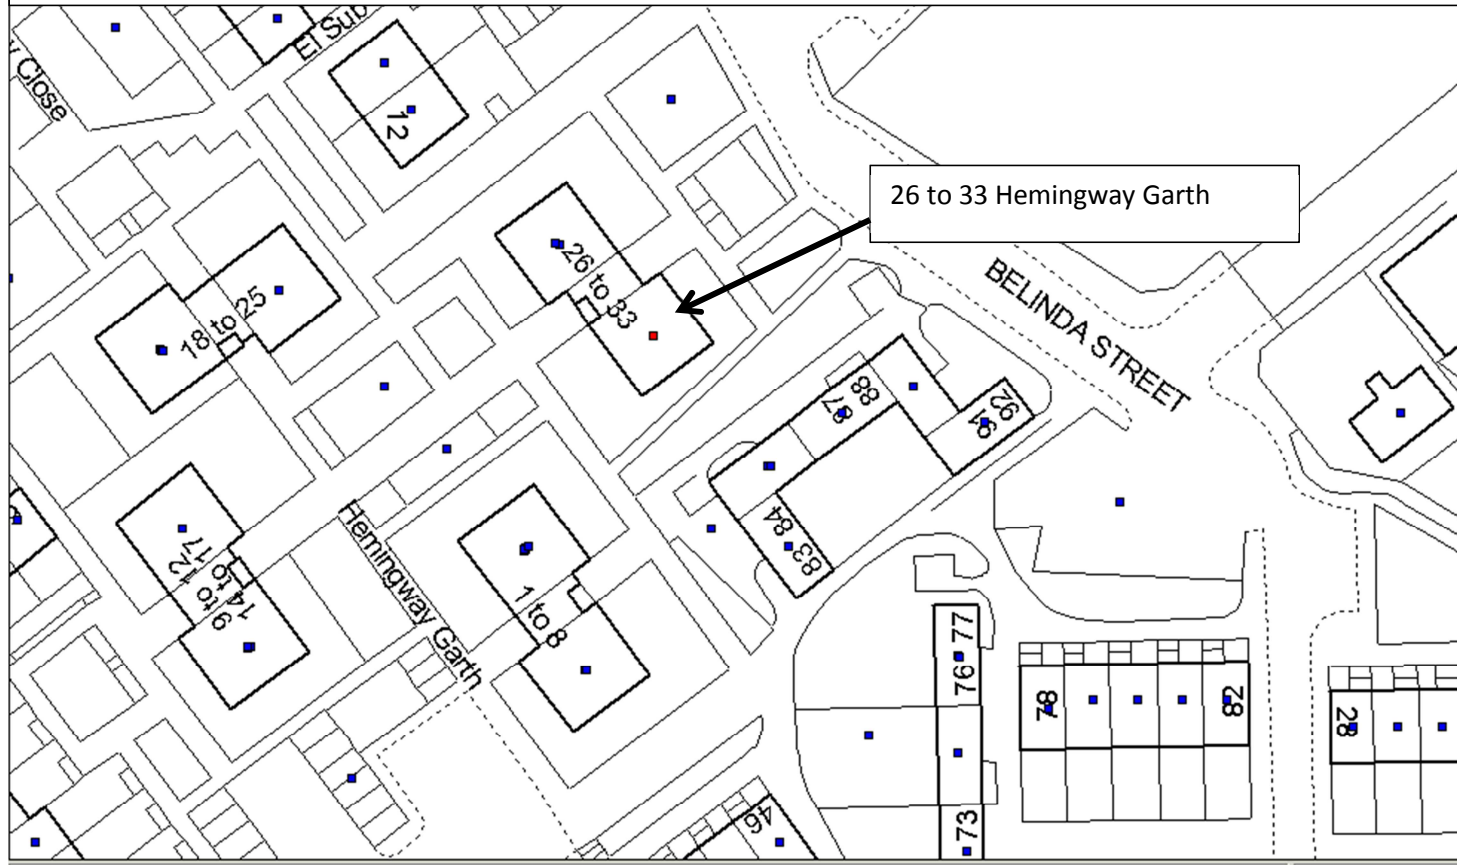 Close
El Sub
12
26 to 33 Hemingway Garth
26 to 33
BELINDA STREET
18 to 25
88
87
92
91
84
83
Hemingway Garth
14 to 17
9 to 12
1 to 8
77
76
78
82
28
46
73